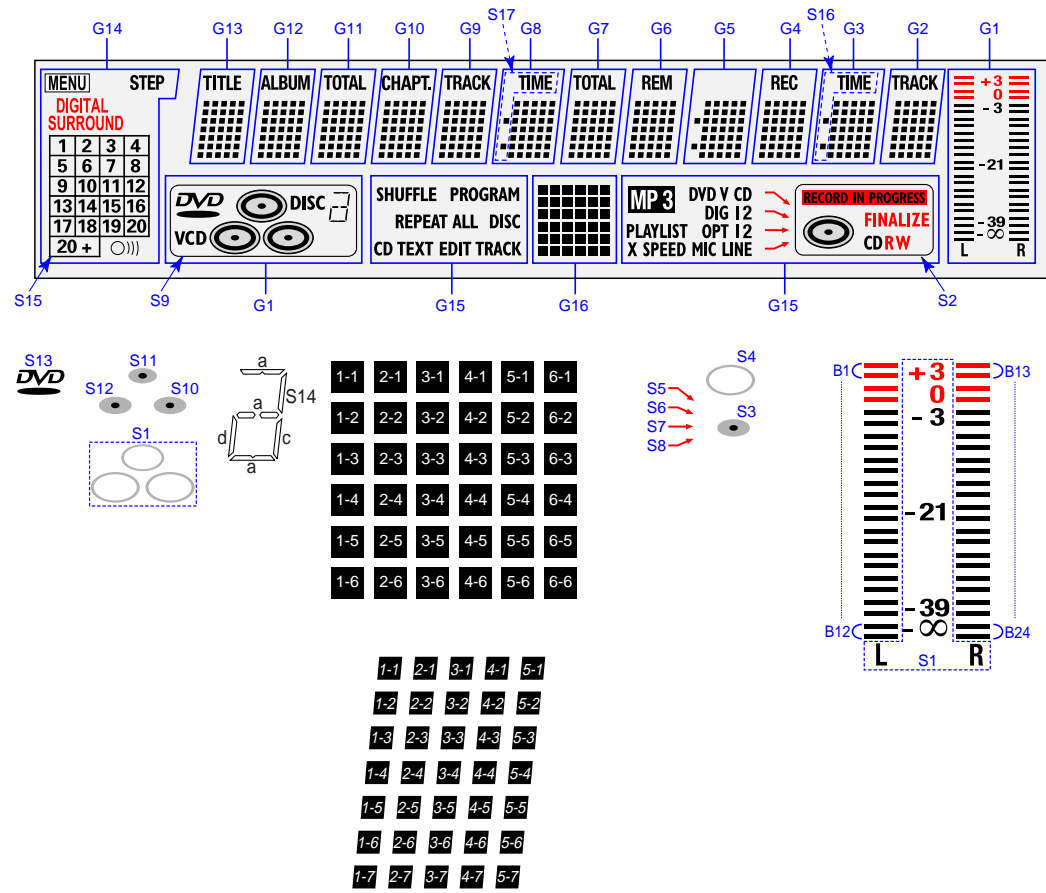 G14 G13 G12 G11 G10 G9 S17 G8 G7 G6 G5 G4 S16 G3 G2 G1
MENU STEP TITLE ALBUM TOTAL CHAPT. TRACK TIME TOTAL REM REC TIME TRACK
DIGITAL
SURROUND
1 2 3 4
5 6 7 8
9 10 11 12
13 14 15 16
17 18 19 20
20 + O)))
+3
0
-3
-21
-39
-∞
L R
DVD DISC
VCD
SHUFFLE PROGRAM
REPEAT ALL DISC
CD TEXT EDIT TRACK
MP 3 DVD V CD
DIG I 2
PLAYLIST OPT I 2
X SPEED MIC LINE
RECORD IN PROGRESS
FINALIZE
CDRW
S15 S9 G1 G15 G16 G15 S2
S13
DVD
S11
S12 S10
S1
a
S14
a
d c
a
1-1 2-1 3-1 4-1 5-1 6-1
1-2 2-2 3-2 4-2 5-2 6-2
1-3 2-3 3-3 4-3 5-3 6-3
1-4 2-4 3-4 4-4 5-4 6-4
1-5 2-5 3-5 4-5 5-5 6-5
1-6 2-6 3-6 4-6 5-6 6-6
S4
S5
S6
S7 S3
S8
B1 +3 B13
0
-3
-21
-39
B12 -∞ B24
L S1 R
1-1 2-1 3-1 4-1 5-1
1-2 2-2 3-2 4-2 5-2
1-3 2-3 3-3 4-3 5-3
1-4 2-4 3-4 4-4 5-4
1-5 2-5 3-5 4-5 5-5
1-6 2-6 3-6 4-6 5-6
1-7 2-7 3-7 4-7 5-7